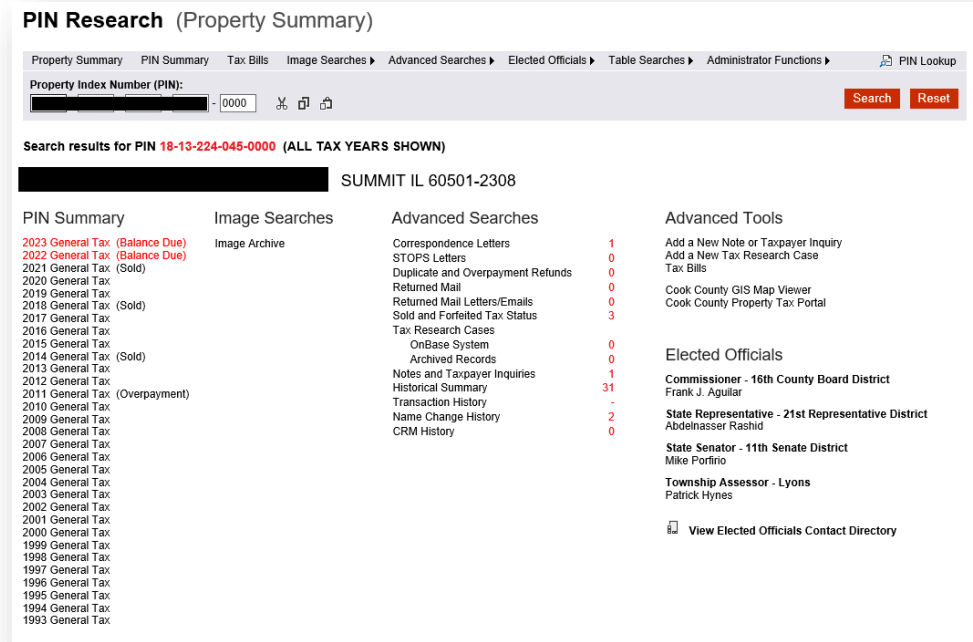 PIN Research (Property Summary)
Property Summary PIN Summary Tax Bills Image Searches Advanced Searches Elected Officials Table Searches Administrator Functions PIN Lookup
Property Index Number (PIN):
- 0000
Search Reset
Search results for PIN 18-13-224-045-0000 (ALL TAX YEARS SHOWN)
SUMMIT IL 60501-2308
PIN Summary
2023 General Tax (Balance Due)
2022 General Tax (Balance Due)
2021 General Tax (Sold)
2020 General Tax
2019 General Tax
2018 General Tax (Sold)
2017 General Tax
2016 General Tax
2015 General Tax
2014 General Tax (Sold)
2013 General Tax
2012 General Tax
2011 General Tax (Overpayment)
2010 General Tax
2009 General Tax
2008 General Tax
2007 General Tax
2006 General Tax
2005 General Tax
2004 General Tax
2003 General Tax
2002 General Tax
2001 General Tax
2000 General Tax
1999 General Tax
1998 General Tax
1997 General Tax
1996 General Tax
1995 General Tax
1994 General Tax
1993 General Tax
Image Searches
Image Archive
Advanced Searches
Correspondence Letters 1
STOPS Letters 0
Duplicate and Overpayment Refunds 0
Returned Mail 0
Returned Mail Letters/Emails 0
Sold and Forfeited Tax Status 3
Tax Research Cases
OnBase System 0
Archived Records 0
Notes and Taxpayer Inquiries 1
Historical Summary 31
Transaction History -
Name Change History 2
CRM History 0
Advanced Tools
Add a New Note or Taxpayer Inquiry
Add a New Tax Research Case
Tax Bills
Cook County GIS Map Viewer
Cook County Property Tax Portal
Elected Officials
Commissioner - 16th County Board District
Frank J. Aguilar
State Representative - 21st Representative District
Abdelnasser Rashid
State Senator - 11th Senate District
Mike Porfirio
Township Assessor - Lyons
Patrick Hynes
View Elected Officials Contact Directory